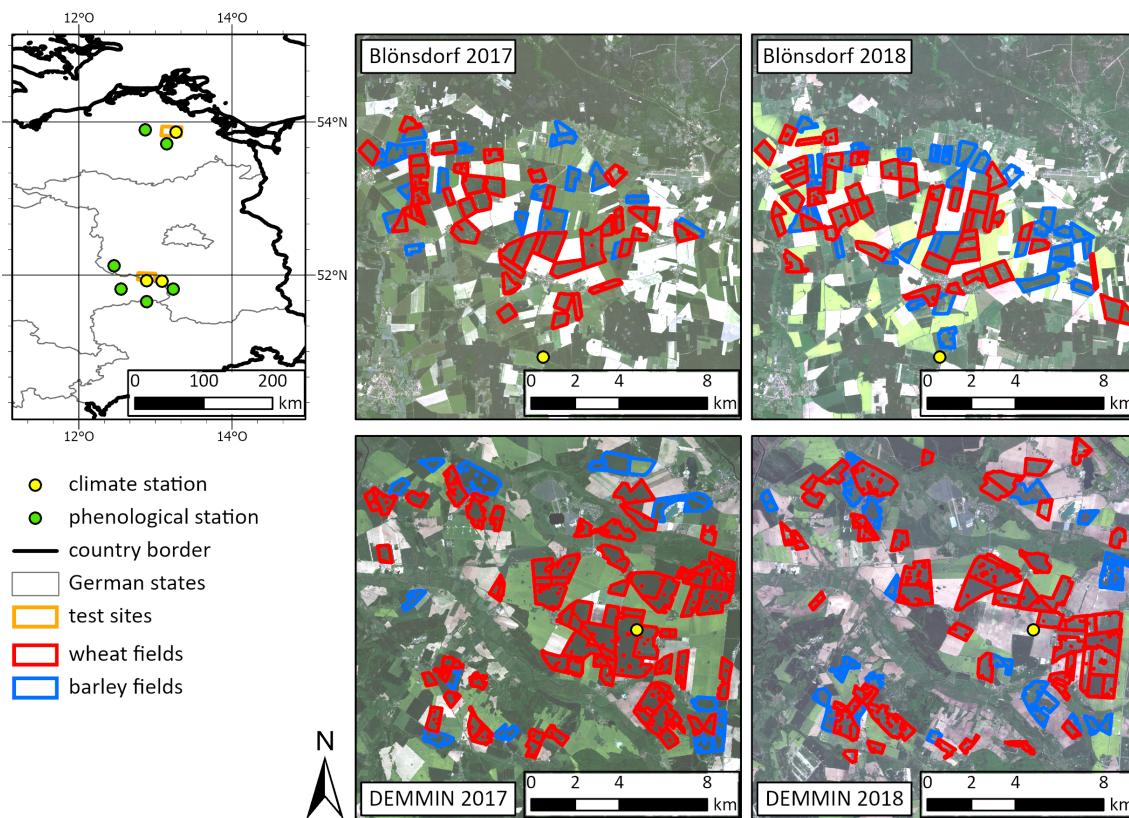 12°O 14°O
54°N
52°N
0 100 200
km
12°O 14°O
Blönsdorf 2017
0 2 4 8
km
Blönsdorf 2018
0 2 4 8
km
climate station
phenological station
country border
German states
test sites
wheat fields
barley fields
N
DEMMIN 2017
0 2 4 8
km
DEMMIN 2018
0 2 4 8
km